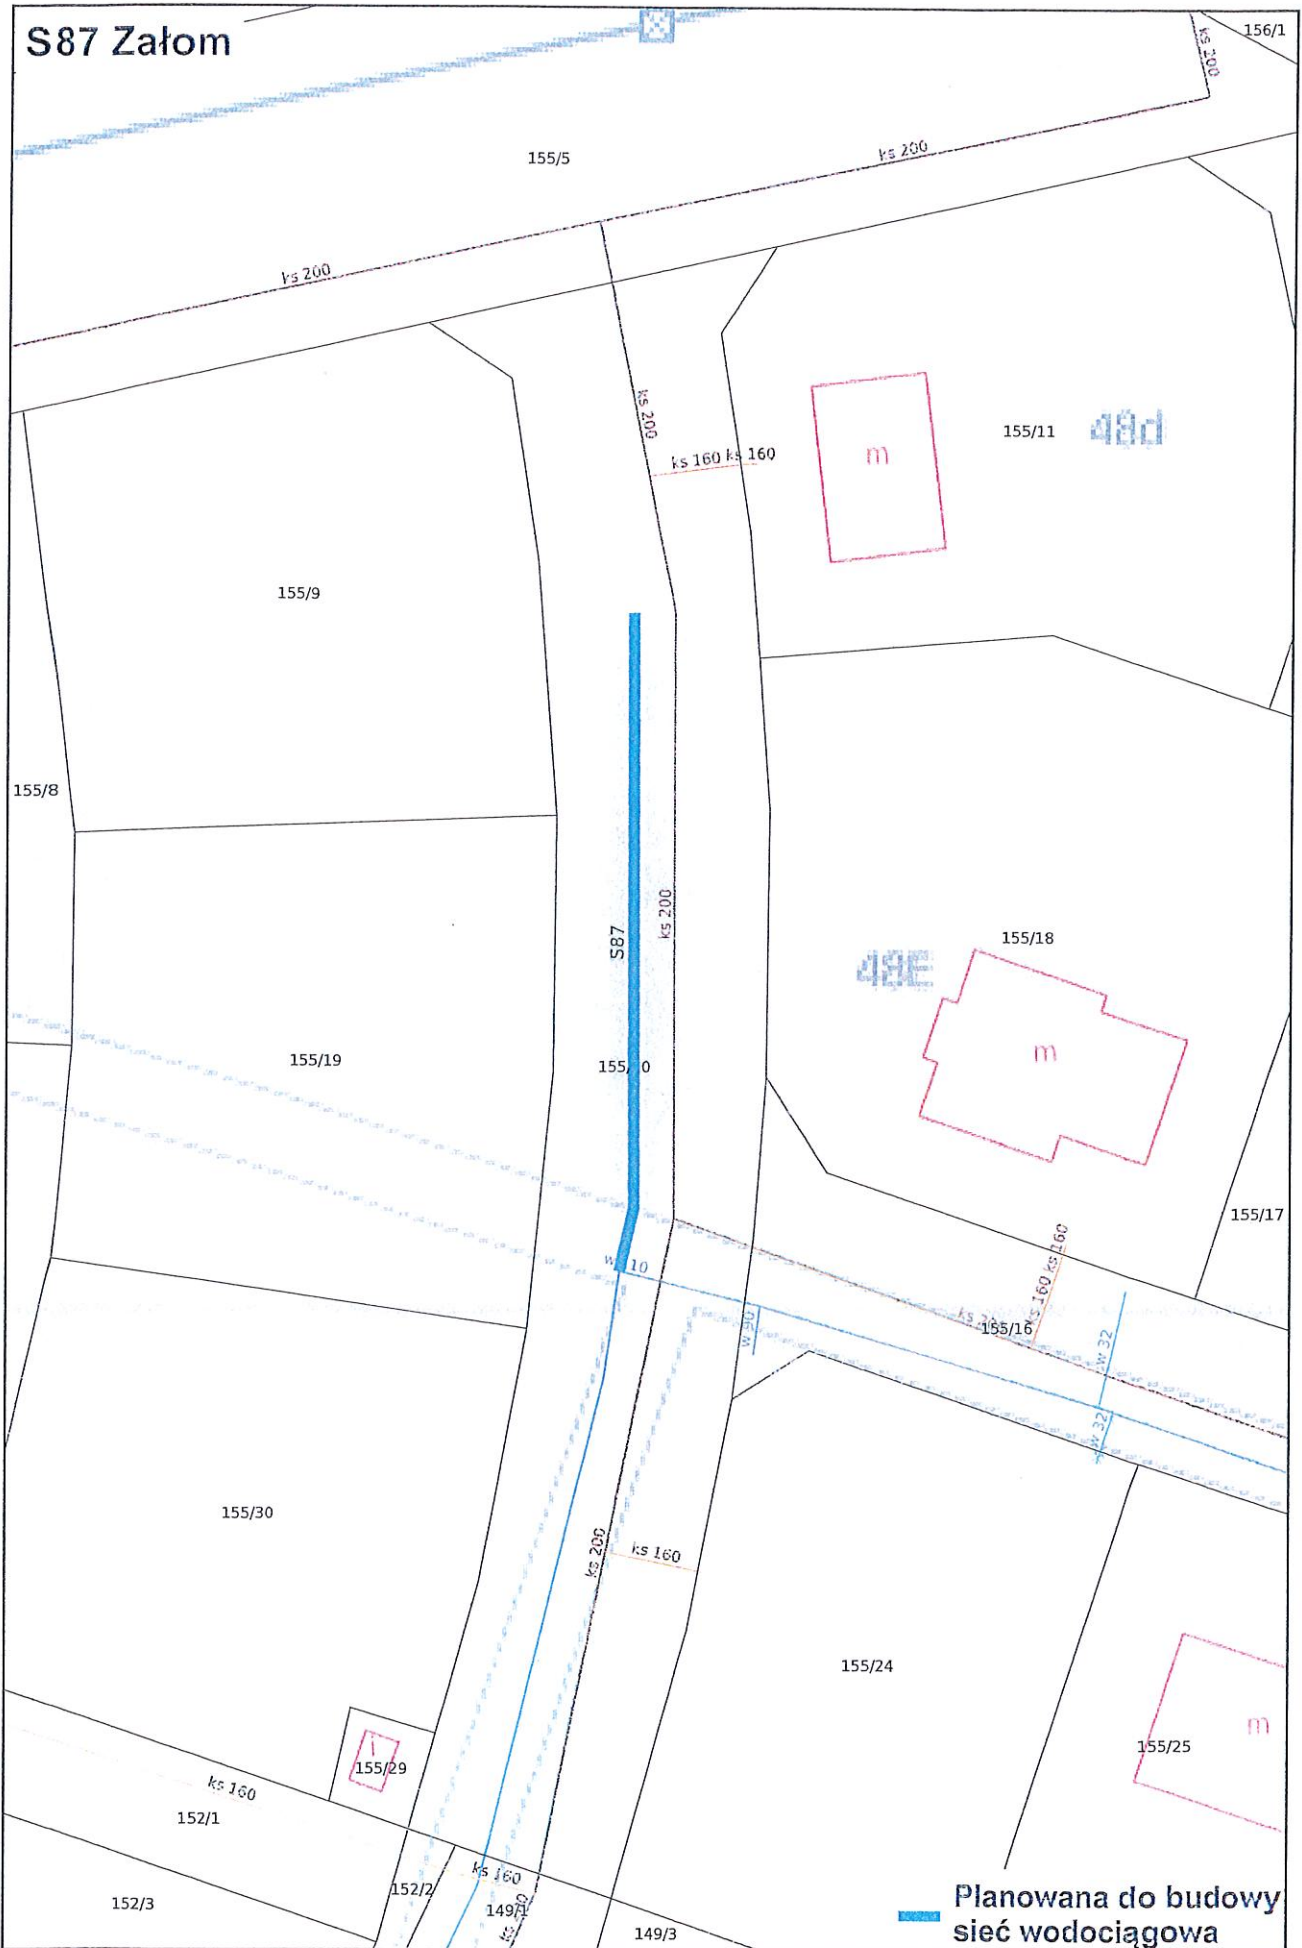 S87 Załom
156/1
ks 200
155/5
ks 200
ks 200
ks 200
155/11
48d
m
ks 160 ks 160
155/9
155/8
S87
ks 200
155/18
48E
m
155/19
155/17
ks 160 ks 160
155/16
w 90
w 32
w 32
155/30
ks 200
ks 160
155/24
155/25
m
155/29
ks 160
152/1
152/3
152/2
ks 160
149/1
149/3
Planowana do budowy
sieć wodociągowa